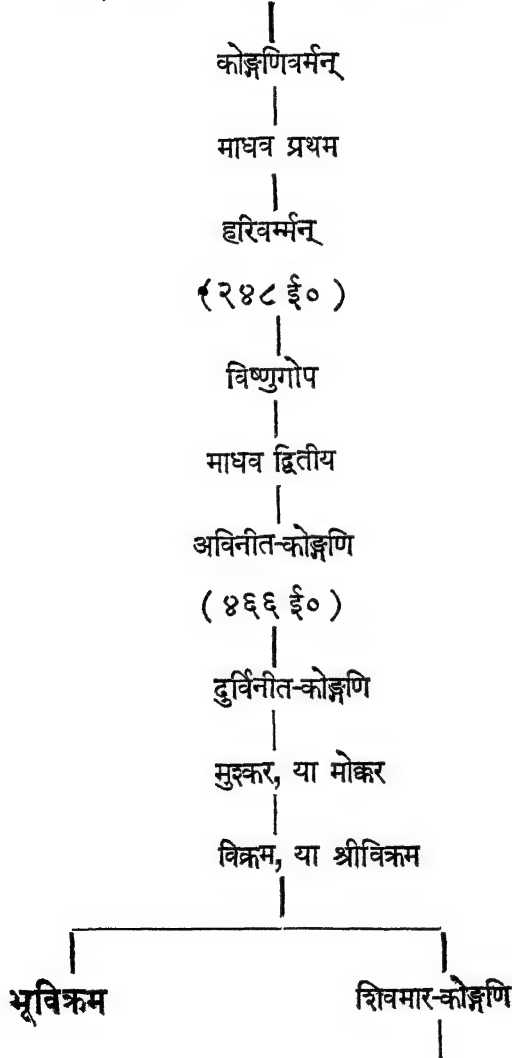 कोङ्गणिवर्मन्
माधव प्रथम
हरिवर्म्मन्
(२४८ ई०)
विष्णुगोप
माधव द्वितीय
अविनीत-कोङ्गणि
(४६६ ई०)
दुर्विनीत-कोङ्गणि
मुश्कर, या मोक्कर
विक्रम, या श्रीविक्रम
भूविक्रम शिवमार-कोङ्गणि